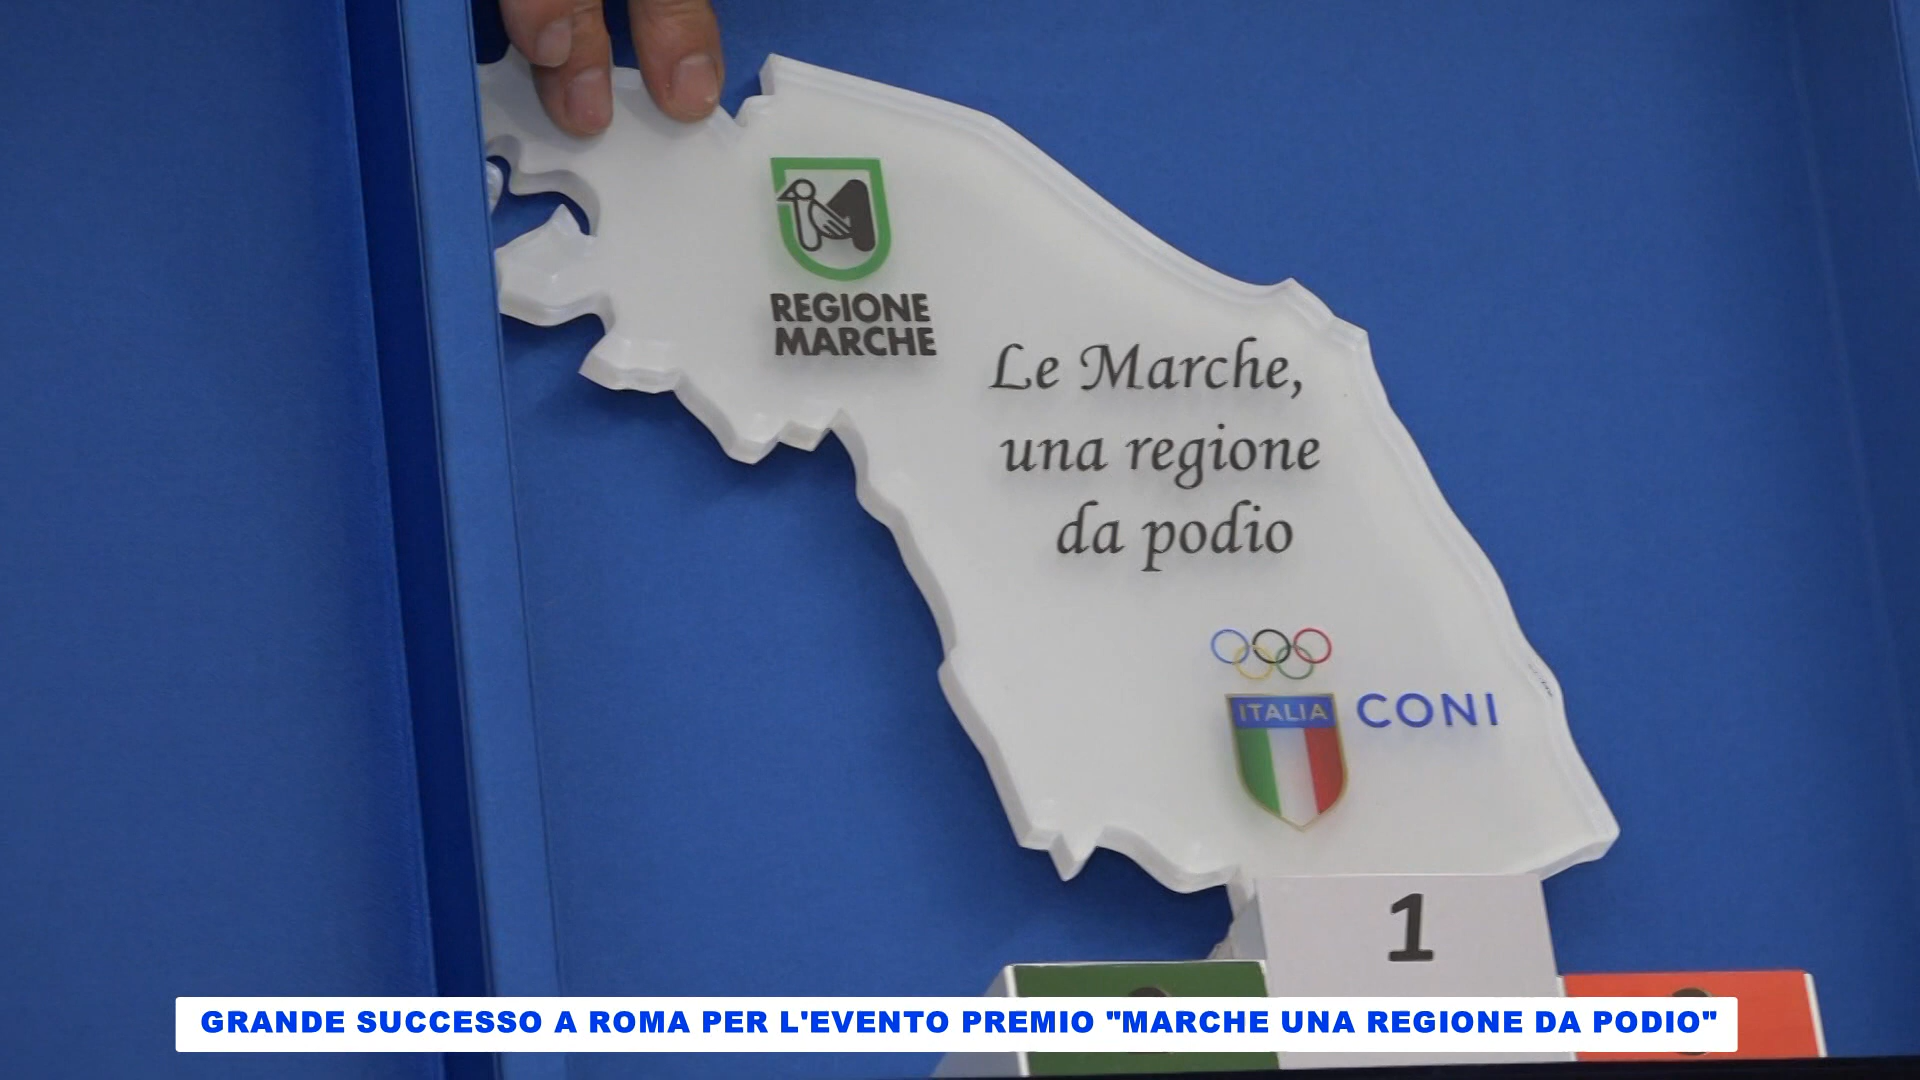 REGIONE
MARCHE
Le Marche,
una regione
da podio
ITALIA
CONI
1
GRANDE SUCCESSO A ROMA PER L'EVENTO PREMIO "MARCHE UNA REGIONE DA PODIO"